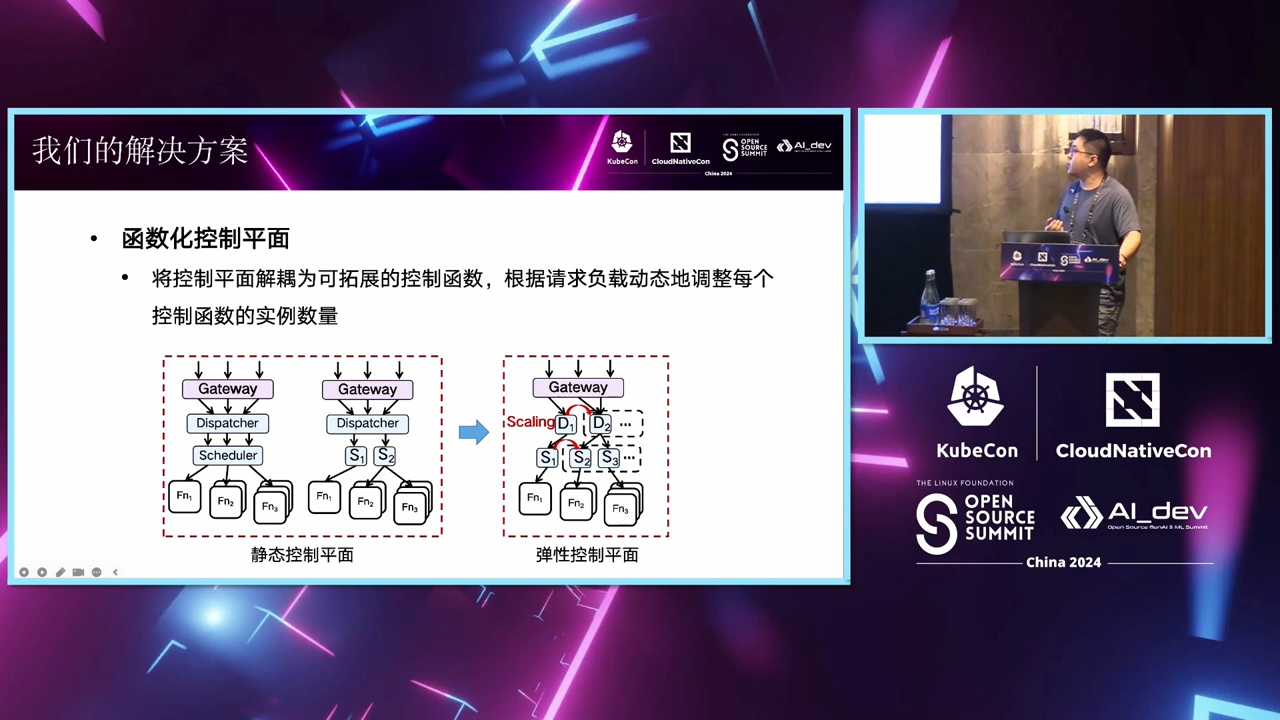 我们的解决方案
KubeCon
CloudNativeCon
THE LINUX FOUNDATION
OPEN
SOURCE
SUMMIT
AI_dev
China 2024
• 函数化控制平面
• 将控制平面解耦为可拓展的控制函数，根据请求负载动态地调整每个
控制函数的实例数量
Gateway
Dispatcher
Scheduler
Fn1
Fn2
Fn3
Gateway
Dispatcher
S1
S2
Fn1
Fn2
Fn3
静态控制平面
Gateway
Scaling
D1
D2
...
S1
S2
S3
...
Fn1
Fn2
Fn3
弹性控制平面
KubeCon
CloudNativeCon
THE LINUX FOUNDATION
OPEN
SOURCE
SUMMIT
AI_dev
Open Source GenAI & ML Summit
China 2024